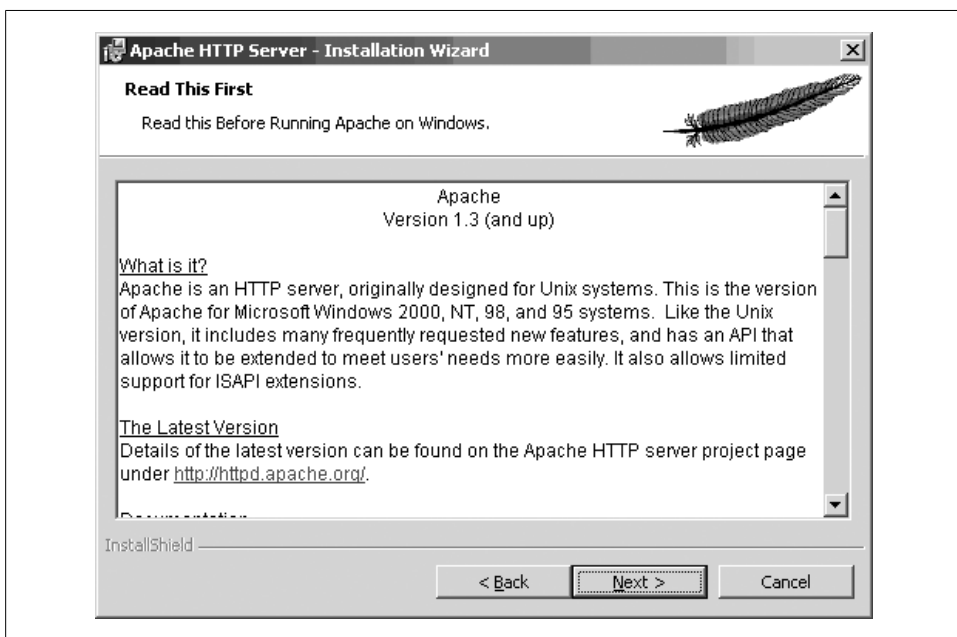 Apache HTTP Server - Installation Wizard
Read This First
Read this Before Running Apache on Windows.
Apache
Version 1.3 (and up)
What is it?
Apache is an HTTP server, originally designed for Unix systems. This is the version
of Apache for Microsoft Windows 2000, NT, 98, and 95 systems. Like the Unix
version, it includes many frequently requested new features, and has an API that
allows it to be extended to meet users' needs more easily. It also allows limited
support for ISAPI extensions.
The Latest Version
Details of the latest version can be found on the Apache HTTP server project page
under http://httpd.apache.org/.
Documentation
InstallShield
< Back
Next >
Cancel